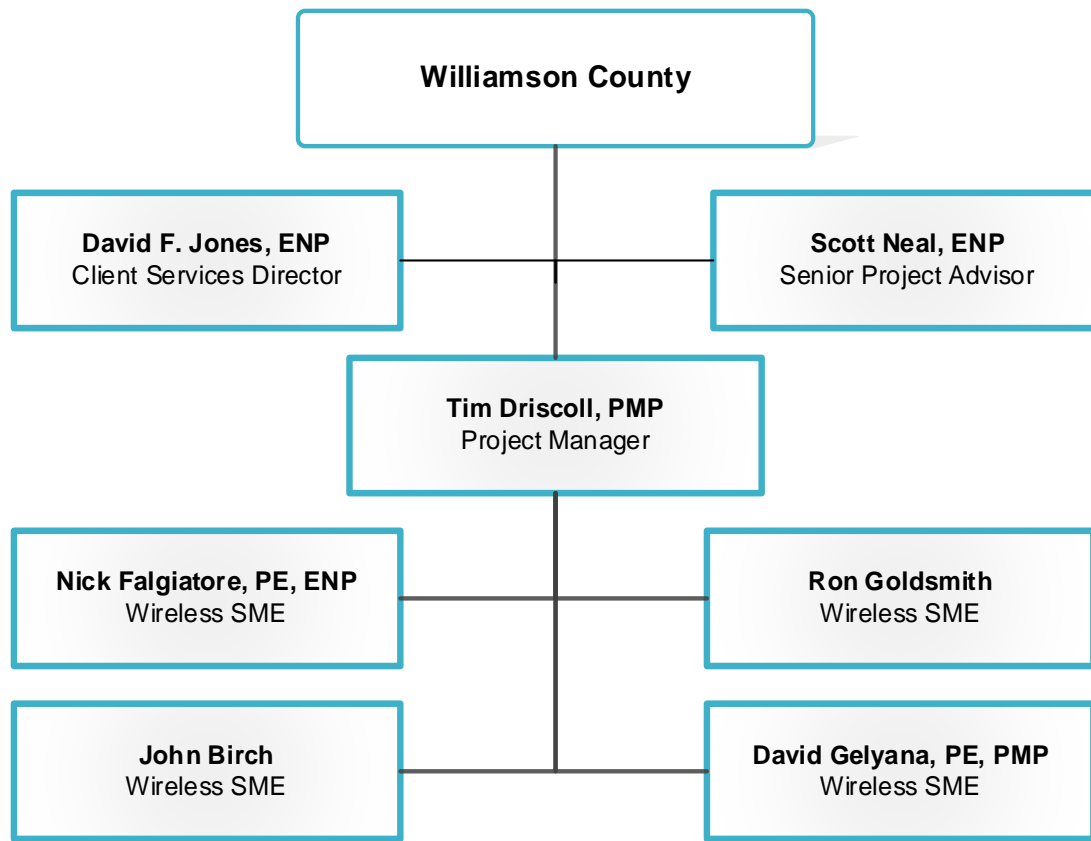 Williamson County
David F. Jones, ENP
Client Services Director
Scott Neal, ENP
Senior Project Advisor
Tim Driscoll, PMP
Project Manager
Nick Falgiatore, PE, ENP
Wireless SME
Ron Goldsmith
Wireless SME
John Birch
Wireless SME
David Gelyana, PE, PMP
Wireless SME